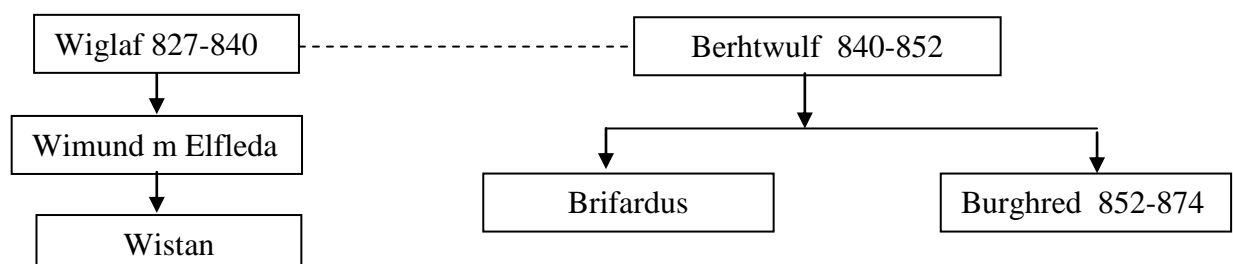 Wiglaf 827-840
Berhtwulf 840-852
Wimund m Elfleda
Brifardus
Burghred 852-874
Wistan